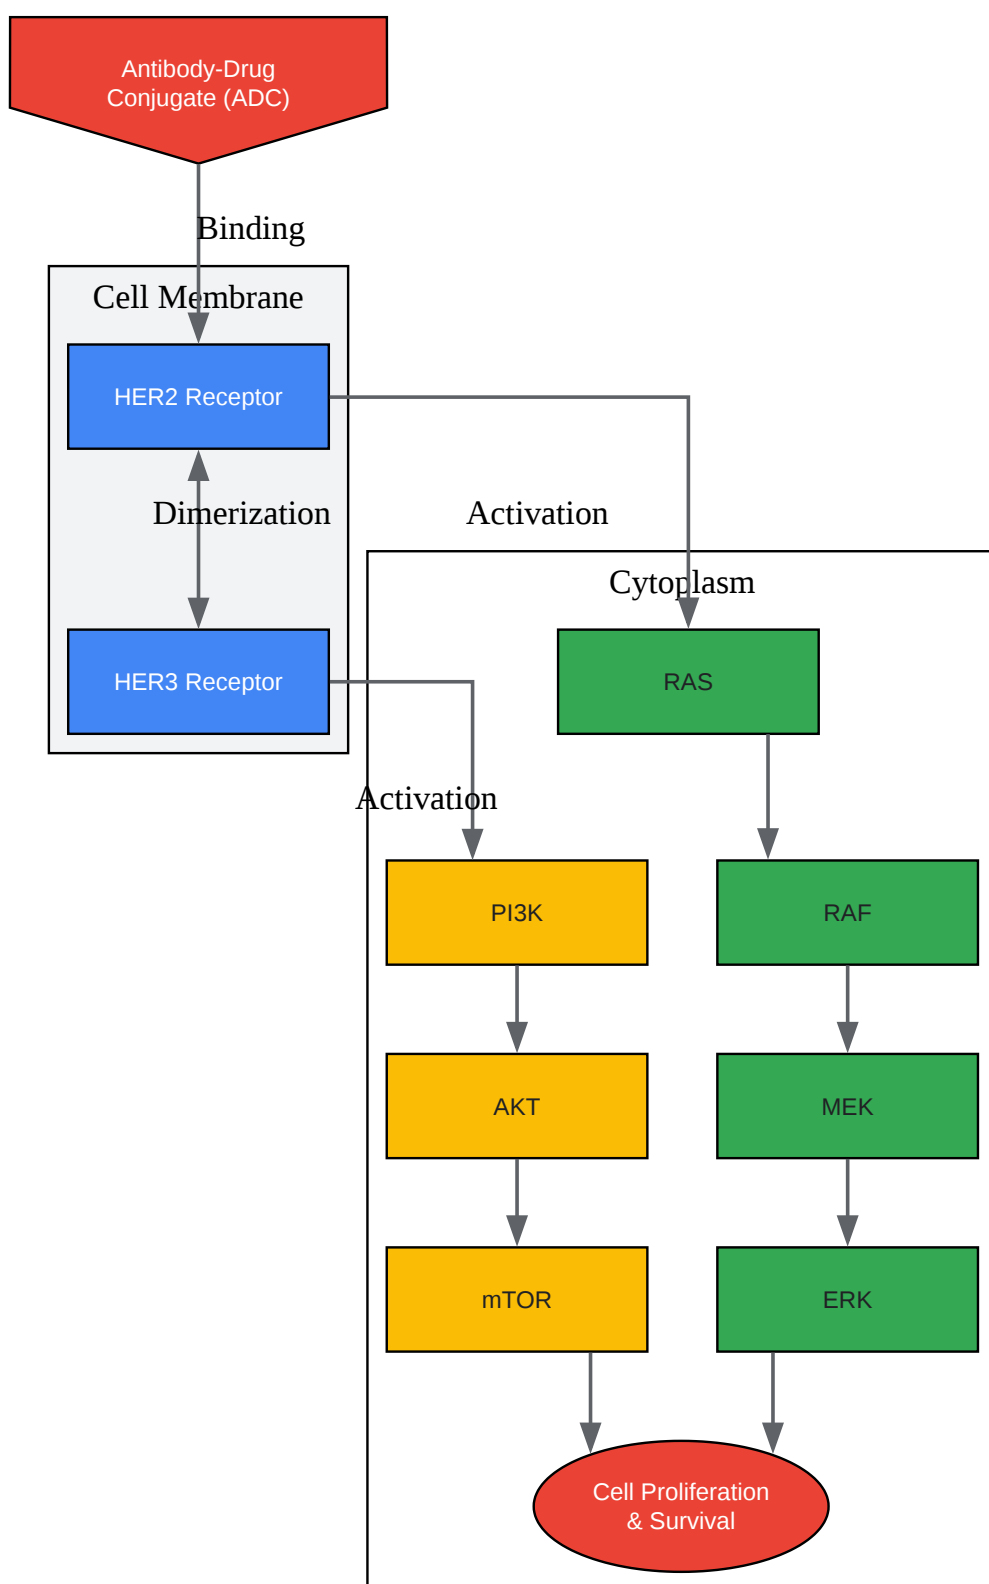 Antibody-Drug
Conjugate (ADC)
Binding
Cell Membrane
HER2 Receptor
Dimerization
Activation
Cytoplasm
HER3 Receptor
RAS
Activation
PI3K
RAF
AKT
MEK
mTOR
ERK
Cell Proliferation
& Survival